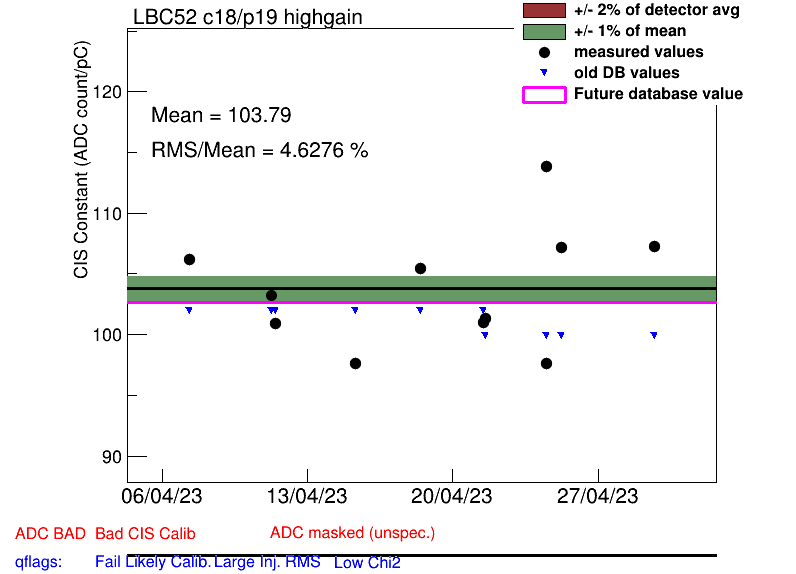 LBC52 c18/p19 highgain
+/- 2% of detector avg
+/- 1% of mean
measured values
old DB values
Future database value
Mean = 103.79
RMS/Mean = 4.6276 %
CIS Constant (ADC count/pC)
120
110
100
90
06/04/23 13/04/23 20/04/23 27/04/23
ADC BAD Bad CIS Calib ADC masked (unspec.)
qflags: Fail Likely Calib. Large Inj. RMS Low Chi2